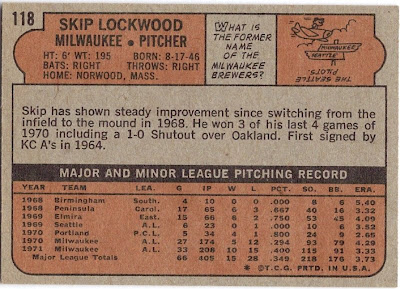 118
SKIP LOCKWOOD
MILWAUKEE • PITCHER
HT: 6' WT: 195 BORN: 8-17-46
BATS: RIGHT THROWS: RIGHT
HOME: NORWOOD, MASS.
WHAT IS
THE FORMER
NAME
OF THE
MILWAUKEE
BREWERS?
MILWAUKEE
SEATTLE
THE SEATTLE
PILOTS.
Skip has shown steady improvement since switching from
the infield to the mound in 1968. He won 3 of his last 4 games of
1970 including a 1-0 Shutout over Oakland. First signed by
KC A's in 1964.
MAJOR AND MINOR LEAGUE PITCHING RECORD
YEAR TEAM LEA. G IP W L PCT. SO. BB. ERA.
1968 Birmingham South. 4 10 0 0 .000 8 6 5.40
1968 Peninsula Carol. 17 65 6 3 .667 40 16 3.32
1969 Elmira East. 15 66
1969 Seattle A.L. 6 23 0 1 .000 10 6 3.52
1970 Portland P.C.L. 5 34 4 1 .800 24 9 2.65
1970 Milwaukee A.L. 27 174 5 12 .294 93 79 4.29
1971 Milwaukee A.L. 33 208 10 15 .400 115 91 3.33
Major League Totals 66 405 15 28 .349 218 176 3.73
* © T.C.G. PRTD. IN U.S.A.